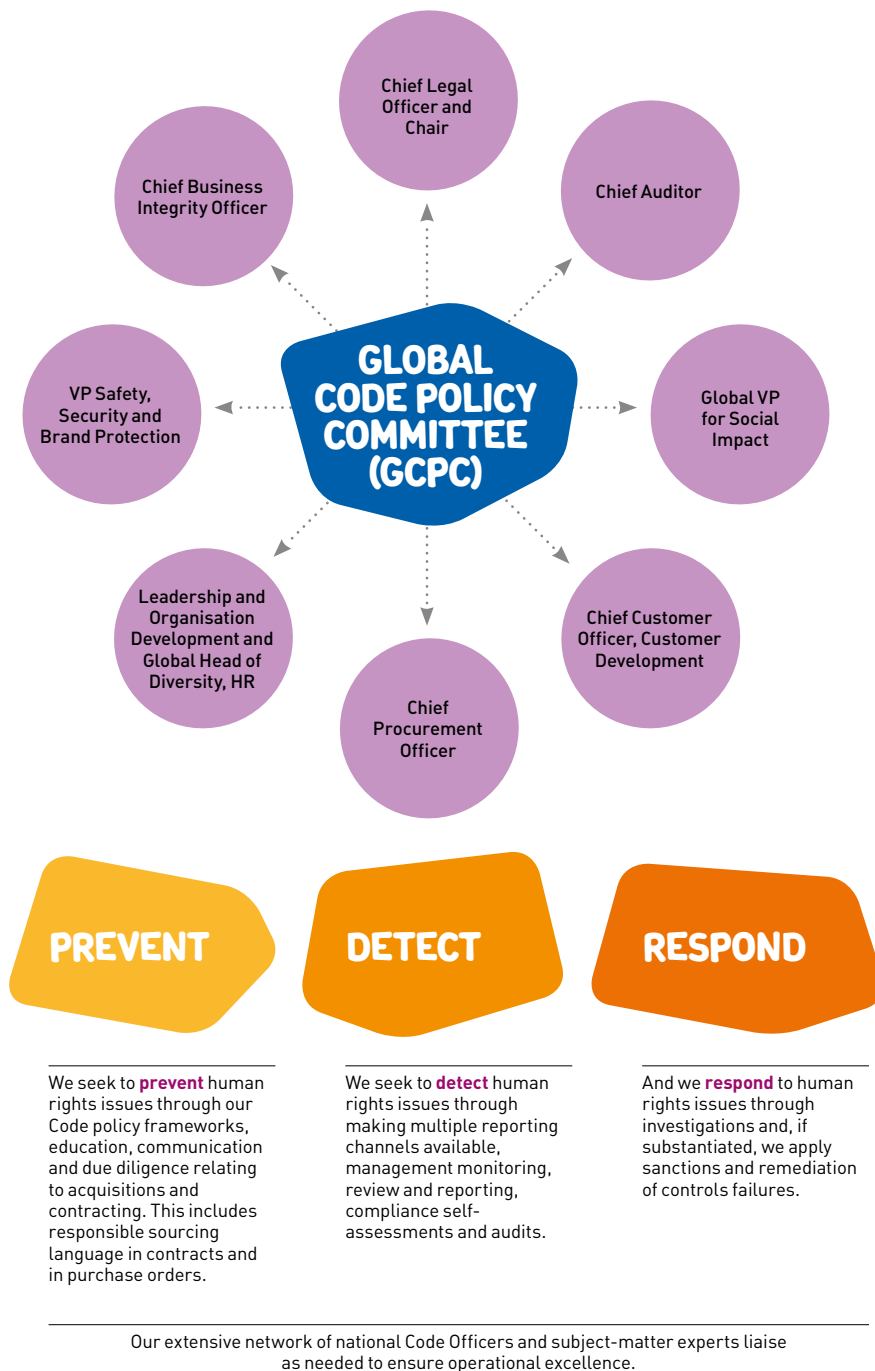 Chief Legal
Officer and
Chair
Chief Business
Integrity Officer
Chief Auditor
GLOBAL
CODE POLICY
COMMITTEE
(GCPC)
VP Safety,
Security and
Brand Protection
Global VP
for Social
Impact
Leadership and
Organisation
Development and
Global Head of
Diversity, HR
Chief Customer
Officer, Customer
Development
Chief
Procurement
Officer
PREVENT
DETECT
RESPOND
We seek to prevent human
rights issues through our
Code policy frameworks,
education, communication
and due diligence relating
to acquisitions and
contracting. This includes
responsible sourcing
language in contracts and
in purchase orders.
We seek to detect human
rights issues through
making multiple reporting
channels available,
management monitoring,
review and reporting,
compliance self-
assessments and audits.
And we respond to human
rights issues through
investigations and, if
substantiated, we apply
sanctions and remediation
of controls failures.
Our extensive network of national Code Officers and subject-matter experts liaise
as needed to ensure operational excellence.